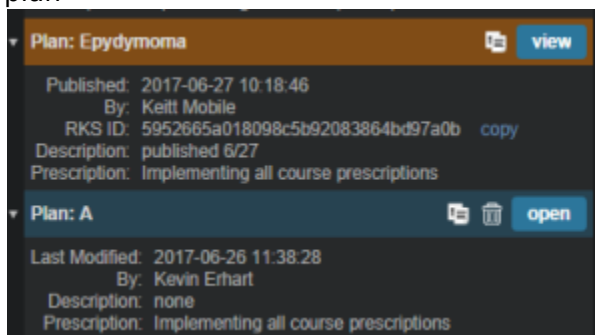 plan
Plan: Epydymoma view
Published: 2017-06-27 10:18:46
By: Keitt Mobile
RKS ID: 5952665a018098c5b92083864bd97a0b copy
Description: published 6/27
Prescription: Implementing all course prescriptions
Plan: A open
Last Modified: 2017-06-26 11:38:28
By: Kevin Erhart
Description: none
Prescription: Implementing all course prescriptions